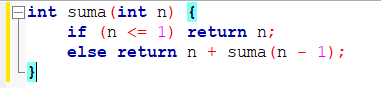 int suma(int n) {
    if (n <= 1) return n;
    else return n + suma(n - 1);
}